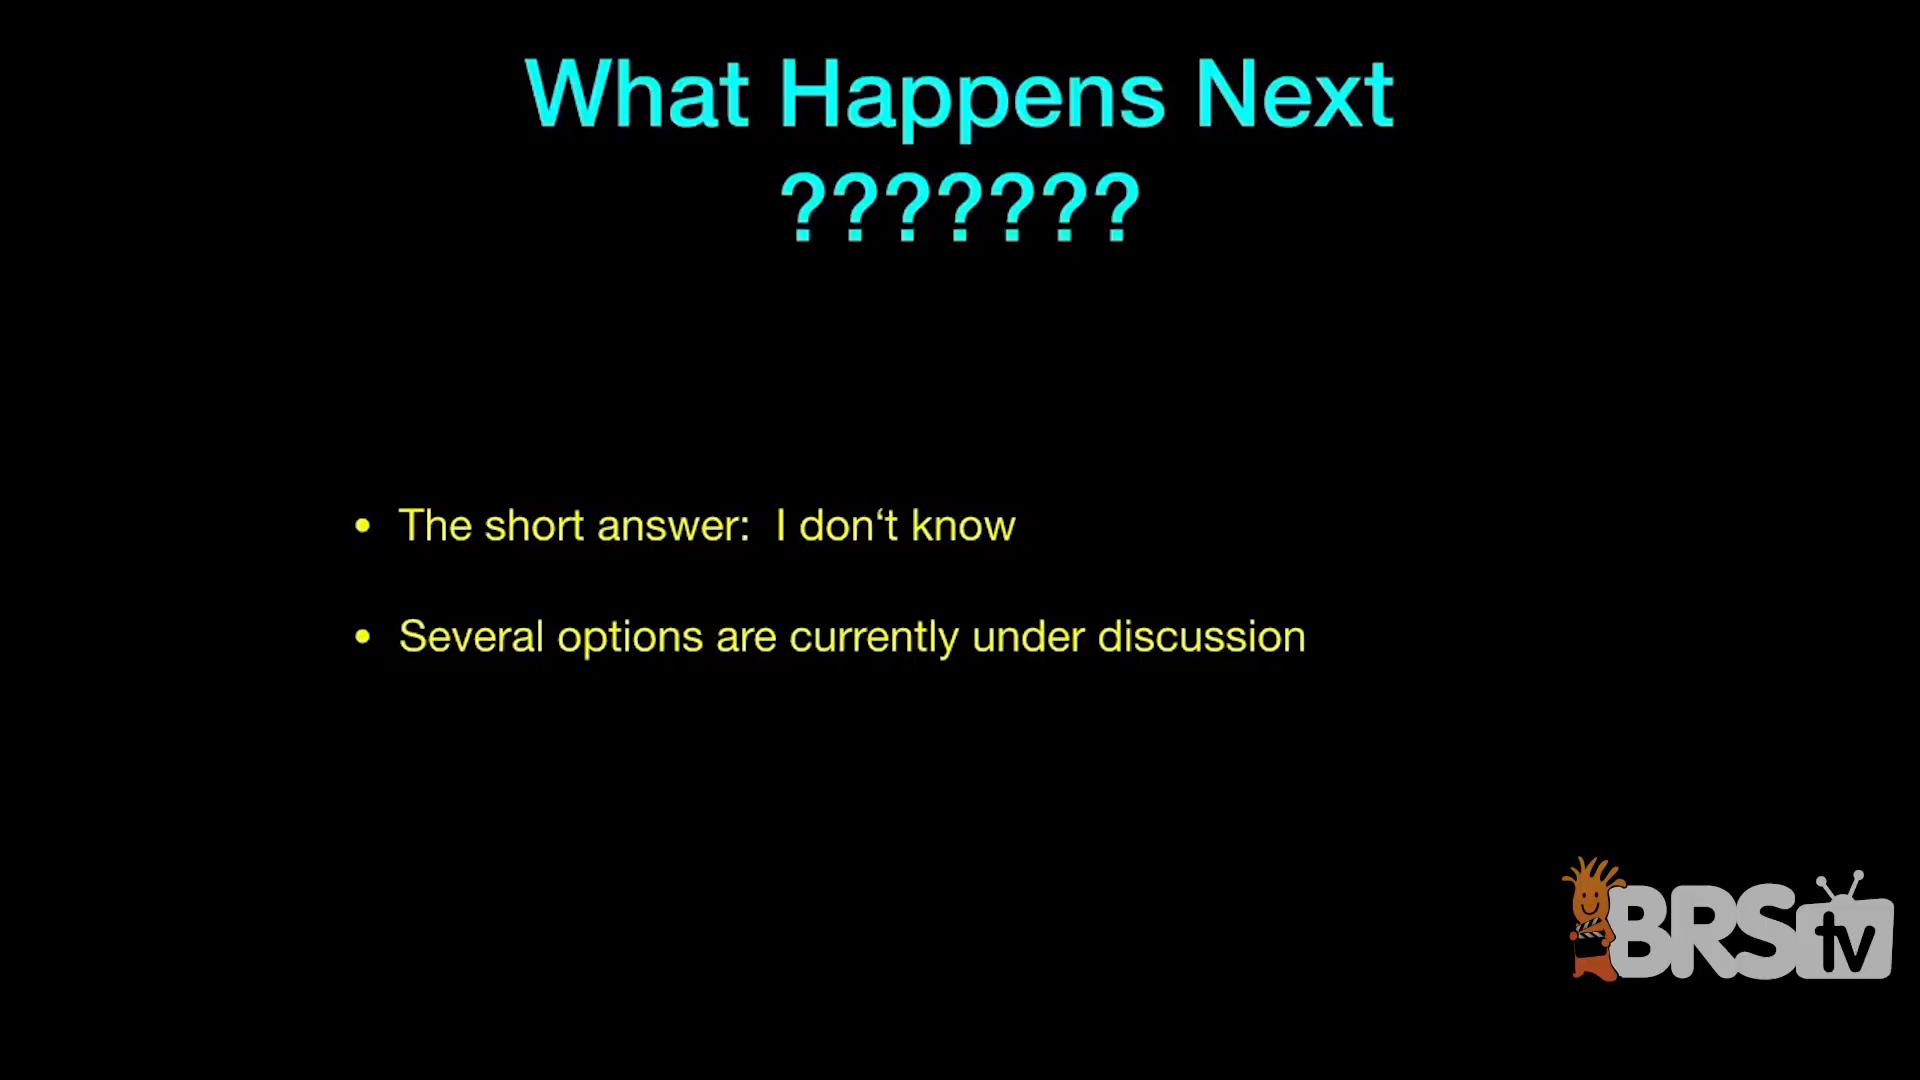 What Happens Next
???????
• The short answer:  I don‘t know
• Several options are currently under discussion
BRStv